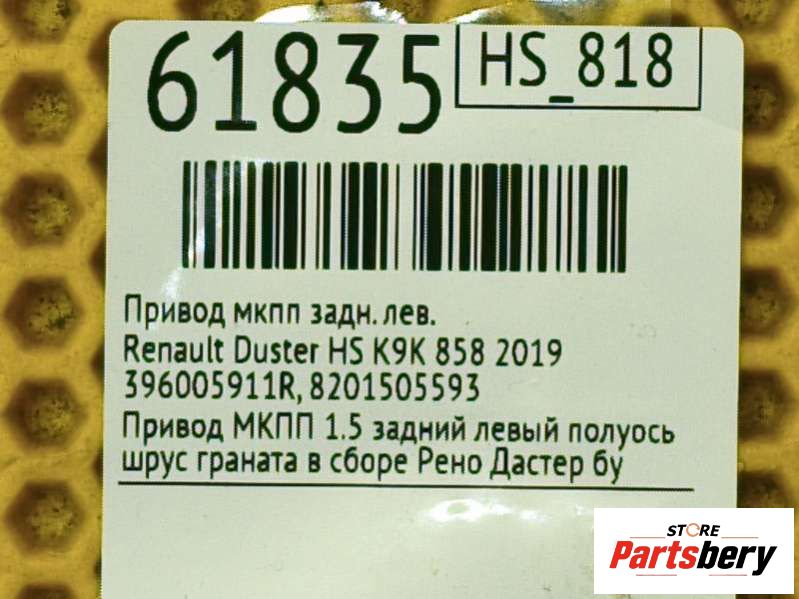 61835
HS_818
Привод мкпп задн. лев.
Renault Duster HS K9K 858 2019
396005911R, 8201505593
Привод МКПП 1.5 задний левый полуось
шрус граната в сборе Рено Дастер бу
STORE
Partsbery